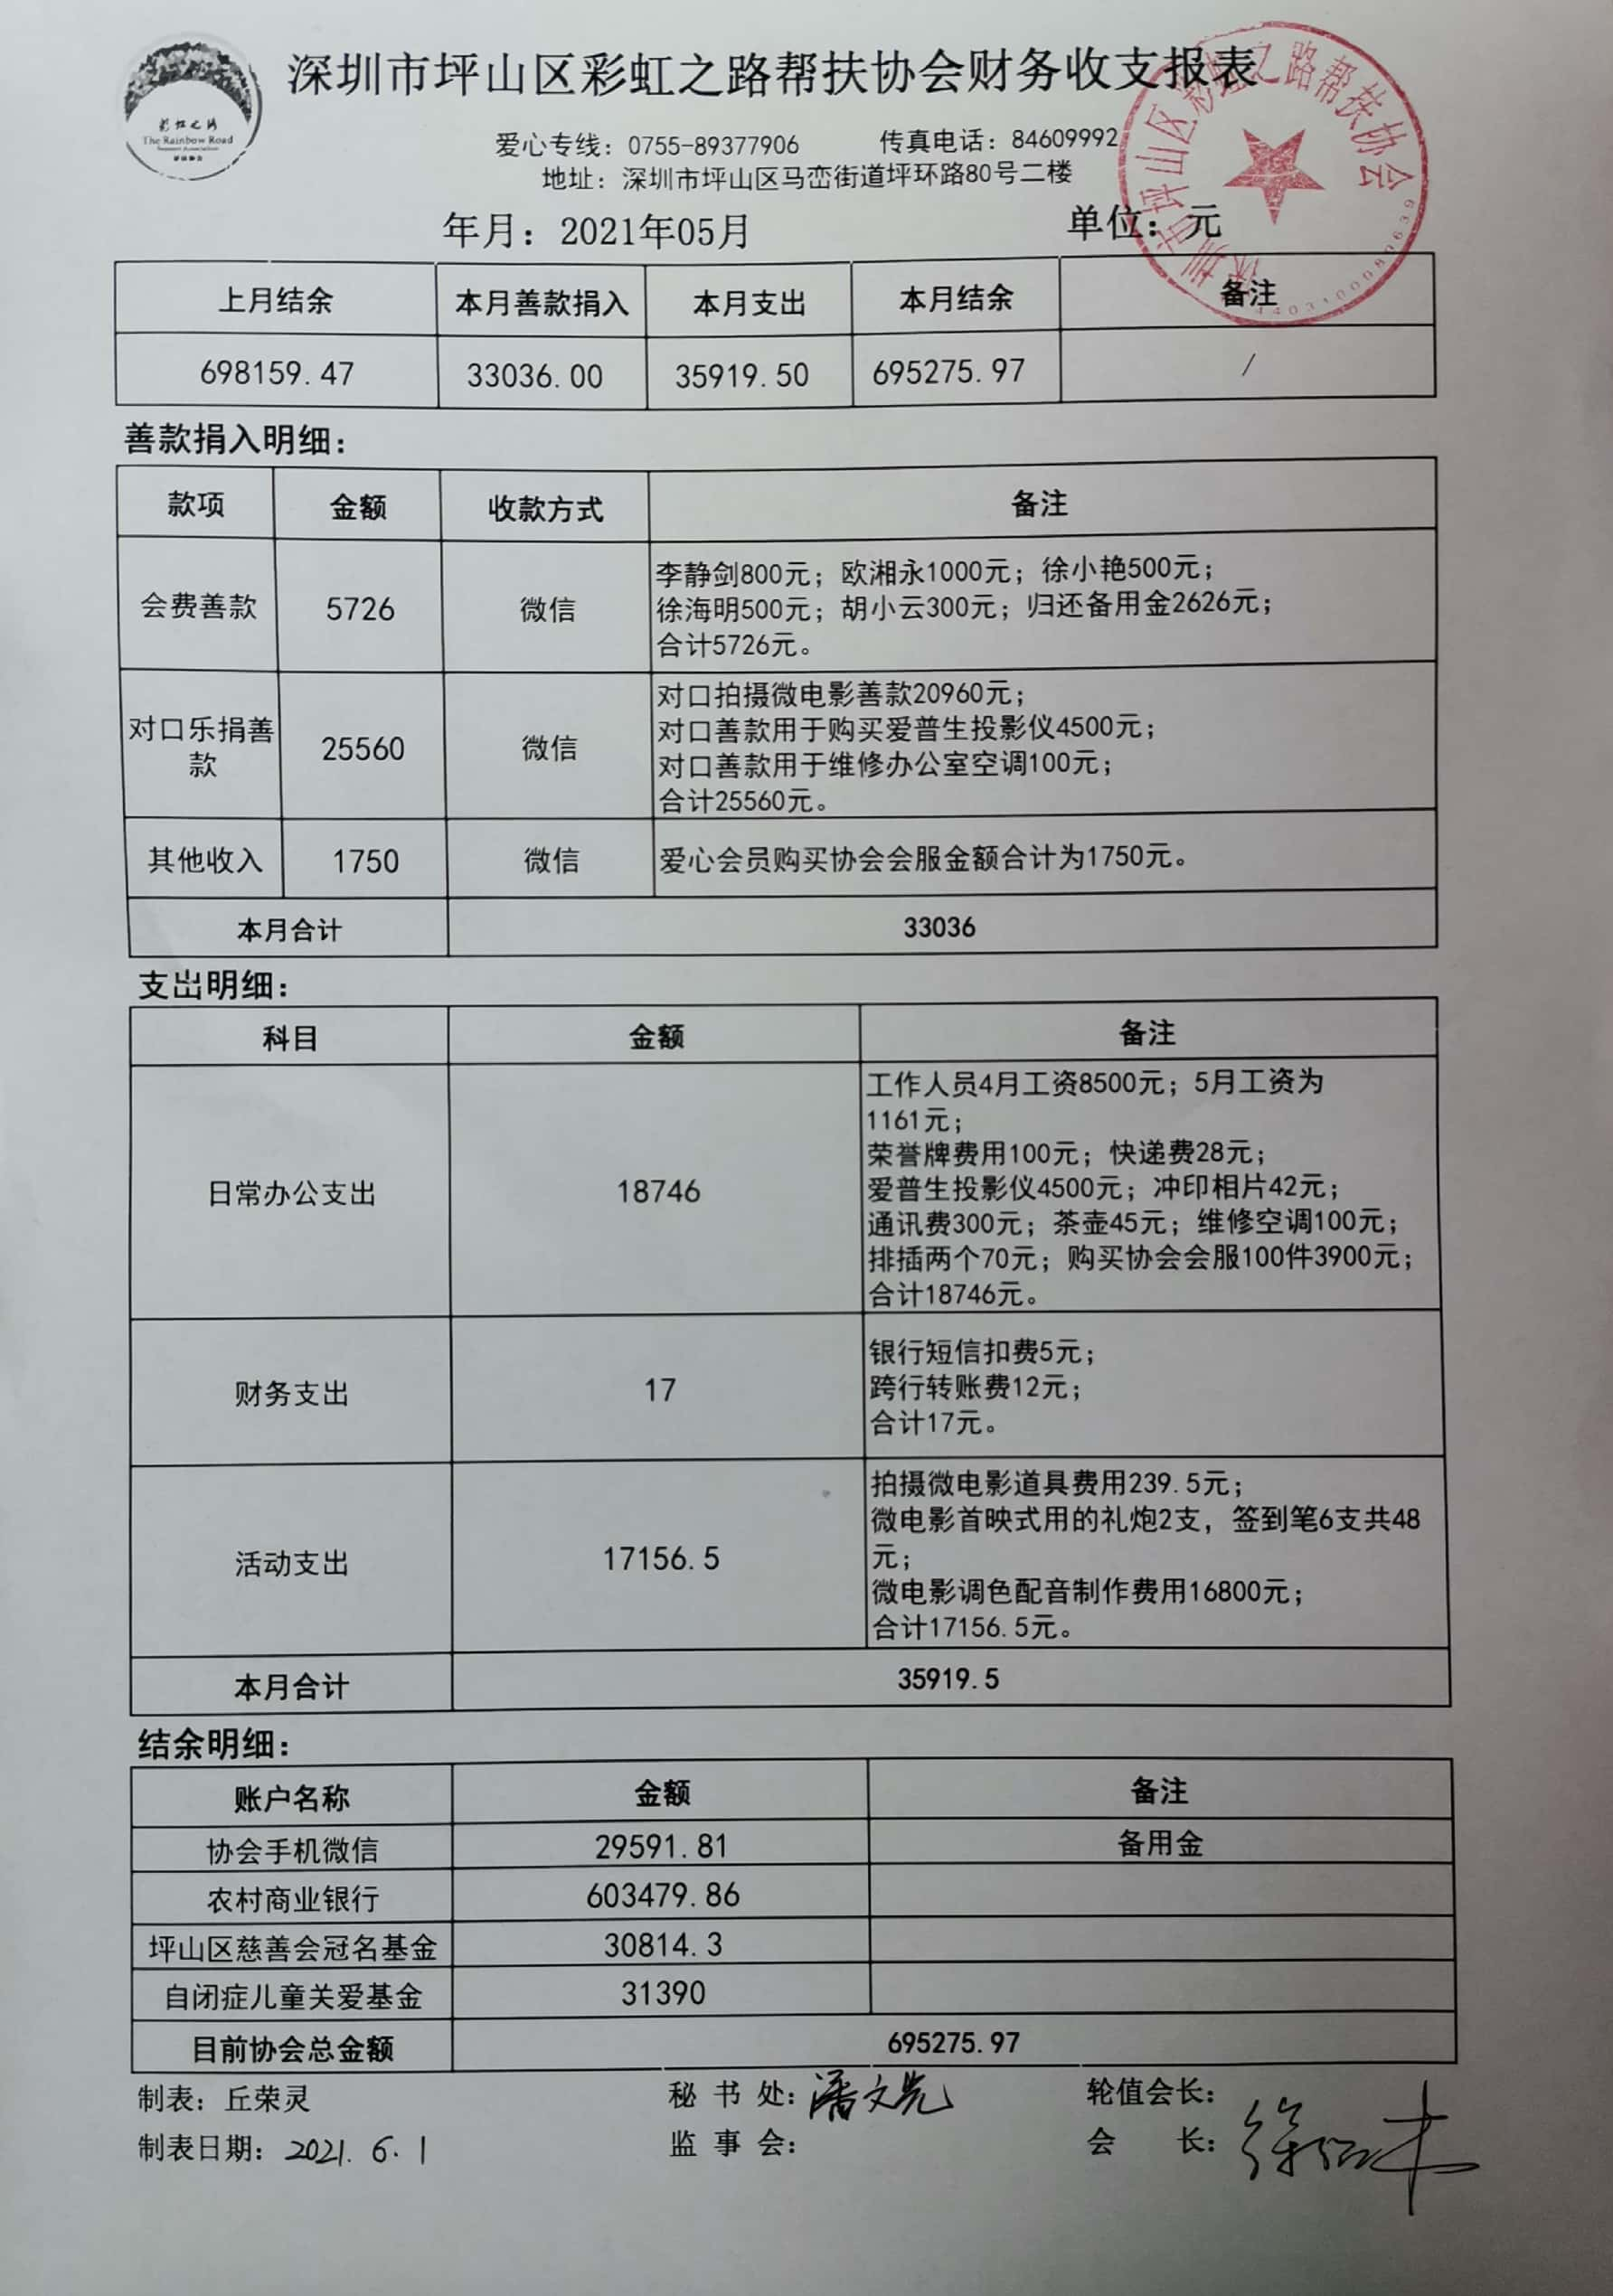 深圳市坪山区彩虹之路帮扶协会财务收支报表
彩虹之路
The Rainbow Road
爱心专线：0755-89377906 传真电话：84609992
地址：深圳市坪山区马峦街道坪环路80号二楼
深圳市坪山区彩虹之路帮扶协会
年月：2021年05月 单位：元
上月结余 本月善款捐入 本月支出 本月结余 备注
698159.47 33036.00 35919.50 695275.97 /
善款捐入明细：
款项 金额 收款方式 备注
会费善款 5726 微信
李静剑800元；欧湘永1000元；徐小艳500元；
徐海明500元；胡小云300元；归还备用金2626元；
合计5726元。
对口乐捐善
款
25560 微信
对口拍摄微电影善款20960元；
对口善款用于购买爱普生投影仪4500元；
对口善款用于维修办公室空调100元；
合计25560元。
其他收入 1750 微信 爱心会员购买协会会服金额合计为1750元。
本月合计 33036
支出明细：
科目 金额 备注
日常办公支出 18746
工作人员4月工资8500元；5月工资为
1161元；
荣誉牌费用100元；快递费28元；
爱普生投影仪4500元；冲印相片42元；
通讯费300元；茶壶45元；维修空调100元；
排插两个70元；购买协会会服100件3900元；
合计18746元。
财务支出 17
银行短信扣费5元；
跨行转账费12元；
合计17元。
活动支出 17156.5
拍摄微电影道具费用239.5元；
微电影首映式用的礼炮2支，签到笔6支共48
元；
微电影调色配音制作费用16800元；
合计17156.5元。
本月合计 35919.5
结余明细：
账户名称 金额 备注
协会手机微信 29591.81 备用金
农村商业银行 603479.86
坪山区慈善会冠名基金 30814.3
自闭症儿童关爱基金 31390
目前协会总金额 695275.97
制表：丘荣灵 秘 书 处：潘文先 轮值会长：
制表日期：2021.6.1 监 事 会： 会 长：